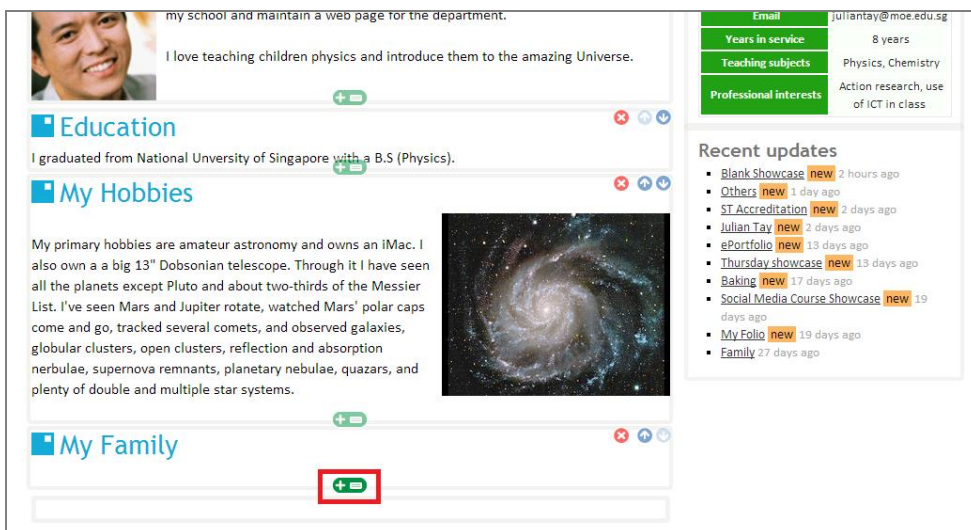 my school and maintain a web page for the department.
I love teaching children physics and introduce them to the amazing Universe.
Education
I graduated from National Unversity of Singapore with a B.S (Physics).
My Hobbies
My primary hobbies are amateur astronomy and owns an iMac. I
also own a a big 13" Dobsonian telescope. Through it I have seen
all the planets except Pluto and about two-thirds of the Messier
List. I've seen Mars and Jupiter rotate, watched Mars' polar caps
come and go, tracked several comets, and observed galaxies,
globular clusters, open clusters, reflection and absorption
nerbulae, supernova remnants, planetary nebulae, quazars, and
plenty of double and multiple star systems.
My Family
Email juliantay@moe.edu.sg
Years in service 8 years
Teaching subjects Physics, Chemistry
Professional interests Action research, use
of ICT in class
Recent updates
Blank Showcase new 2 hours ago
Others new 1 day ago
ST Accreditation new 2 days ago
Julian Tay new 2 days ago
ePortfolio new 13 days ago
Thursday showcase new 13 days ago
Baking new 17 days ago
Social Media Course Showcase new 19
days ago
My Folio new 19 days ago
Family 27 days ago